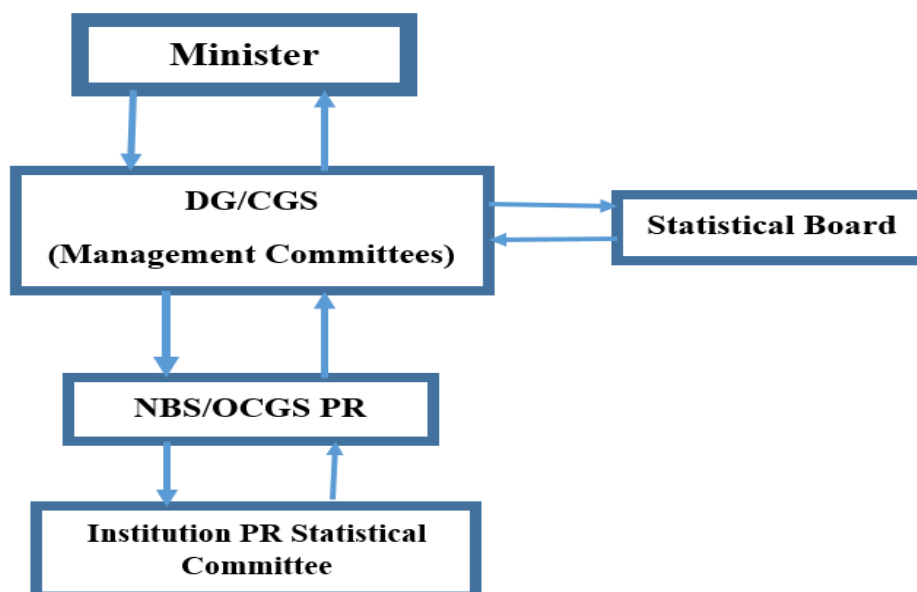 Minister
DG/CGS
(Management Committees)
Statistical Board
NBS/OCGS PR
Institution PR Statistical
Committee